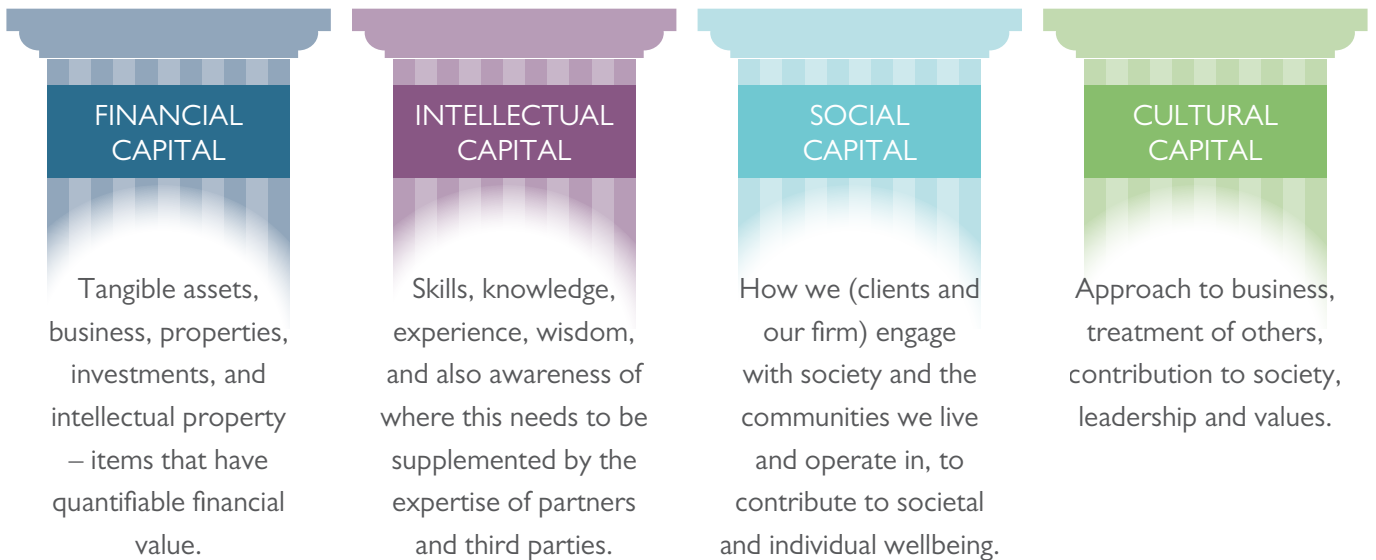 FINANCIAL
CAPITAL
Tangible assets,
business, properties,
investments, and
intellectual property
– items that have
quantifiable financial
value.
INTELLECTUAL
CAPITAL
Skills, knowledge,
experience, wisdom,
and also awareness of
where this needs to be
supplemented by the
expertise of partners
and third parties.
SOCIAL
CAPITAL
How we (clients and
our firm) engage
with society and the
communities we live
and operate in, to
contribute to societal
and individual wellbeing.
CULTURAL
CAPITAL
Approach to business,
treatment of others,
contribution to society,
leadership and values.